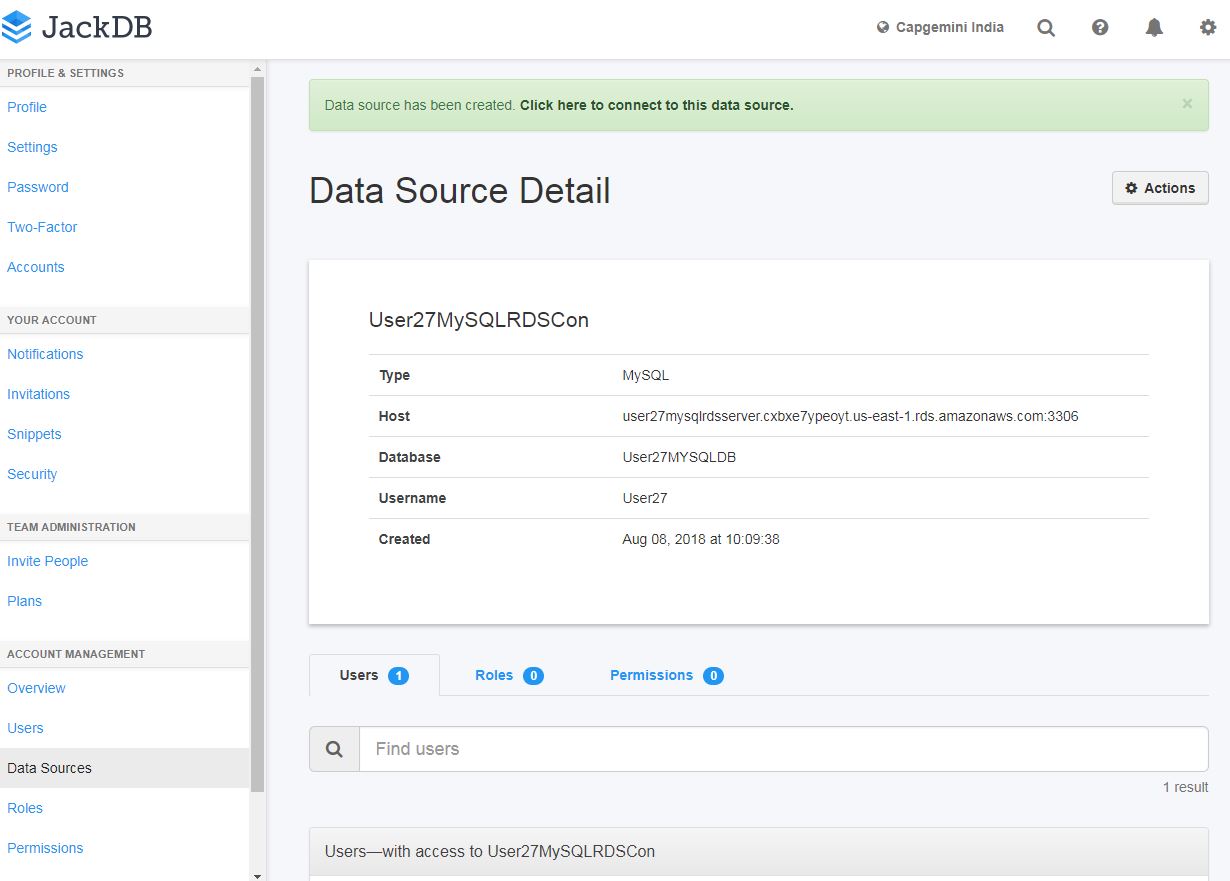 JackDB
Capgemini India
PROFILE & SETTINGS
Profile
Settings
Password
Two-Factor
Accounts
YOUR ACCOUNT
Notifications
Invitations
Snippets
Security
TEAM ADMINISTRATION
Invite People
Plans
ACCOUNT MANAGEMENT
Overview
Users
Data Sources
Roles
Permissions
Data source has been created. Click here to connect to this data source.
×
Data Source Detail
Actions
User27MySQLRDSCon
Type MySQL
Host user27mysqlrdsserver.cxbxe7ypeoyt.us-east-1.rds.amazonaws.com:3306
Database User27MYSQLDB
Username User27
Created Aug 08, 2018 at 10:09:38
Users 1 Roles 0 Permissions 0
Find users
1 result
Users—with access to User27MySQLRDSCon